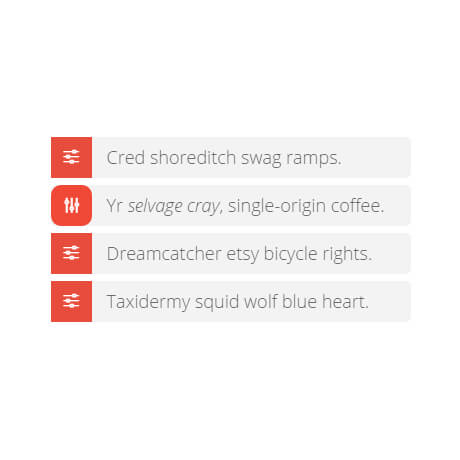 Cred shoreditch swag ramps.
Yr selvage cray, single-origin coffee.
Dreamcatcher etsy bicycle rights.
Taxidermy squid wolf blue heart.